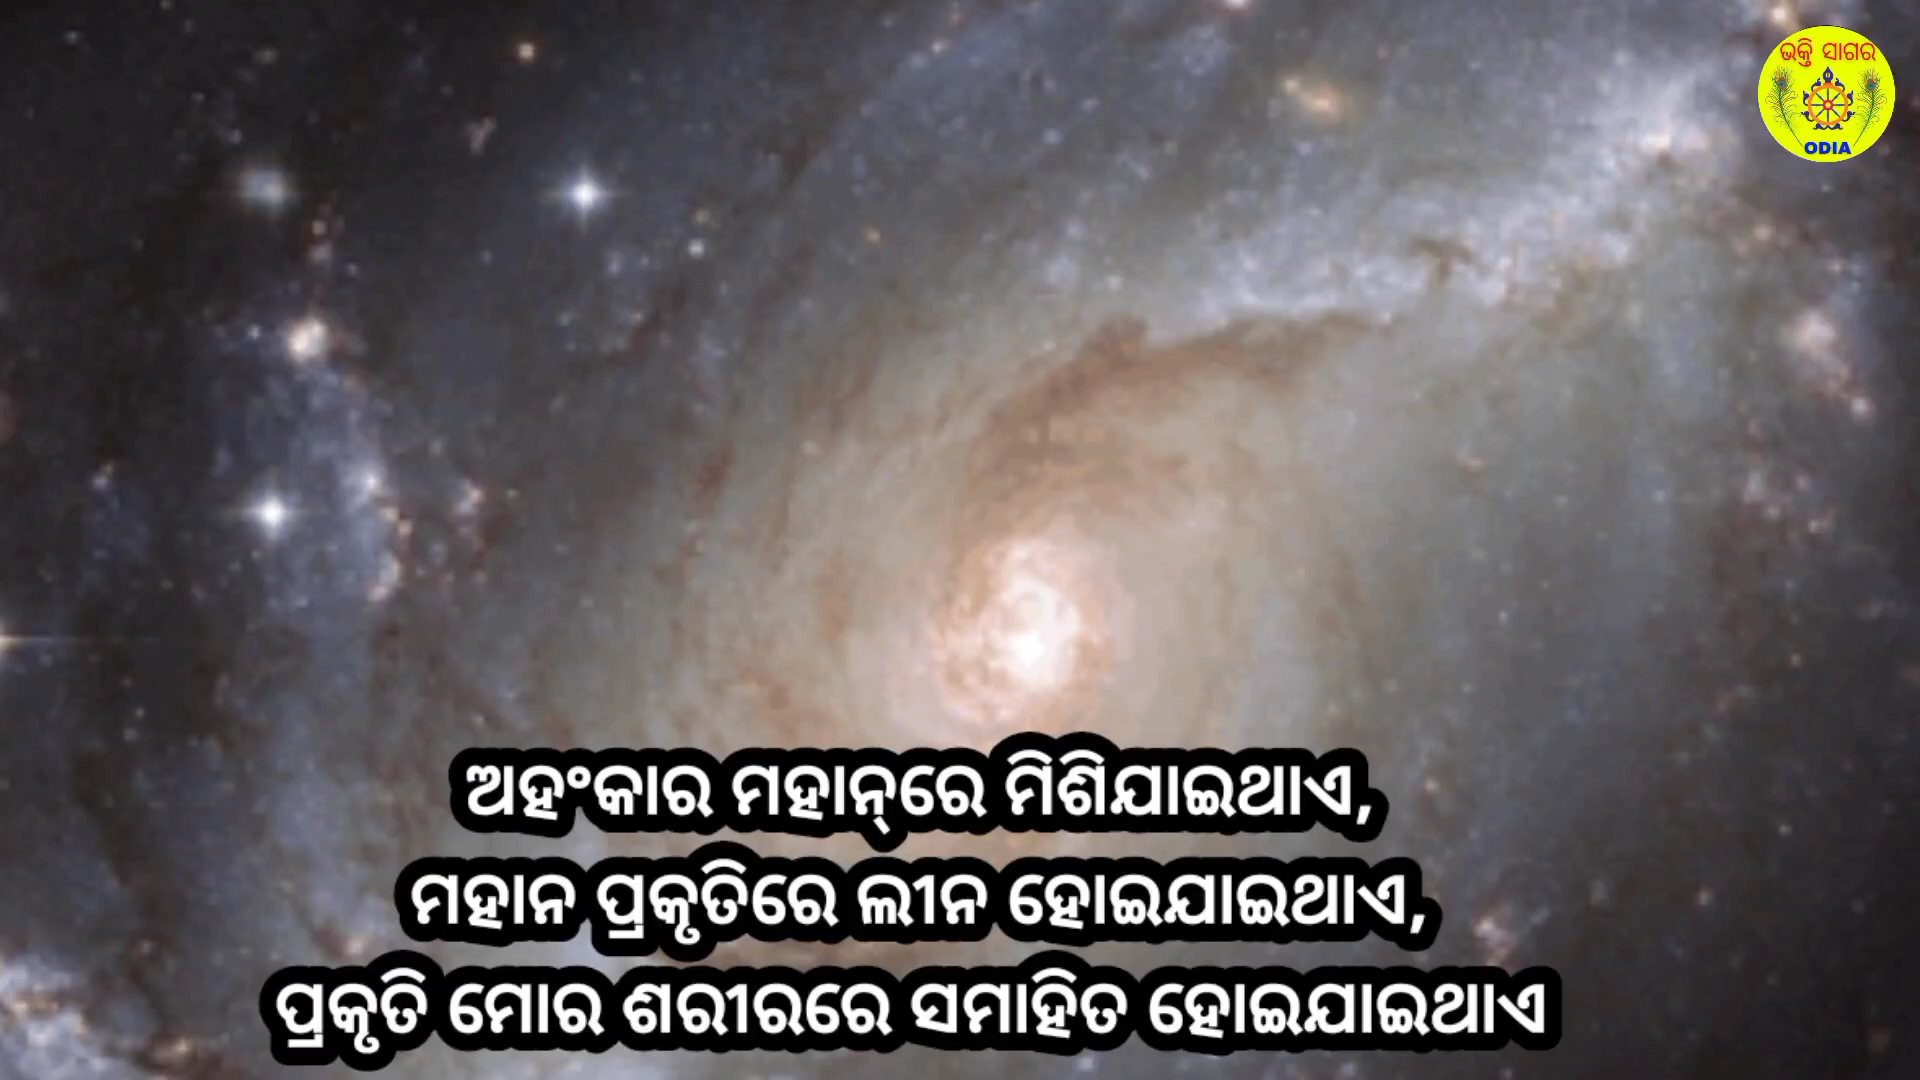 ଭକ୍ତି ସାଗର
ODIA
ଅହଂକାର ମହାନ୍‌ରେ ମିଶିଯାଇଥାଏ,
ମହାନ ପ୍ରକୃତିରେ ଲୀନ ହୋଇଯାଇଥାଏ,
ପ୍ରକୃତି ମୋର ଶରୀରରେ ସମାହିତ ହୋଇଯାଇଥାଏ